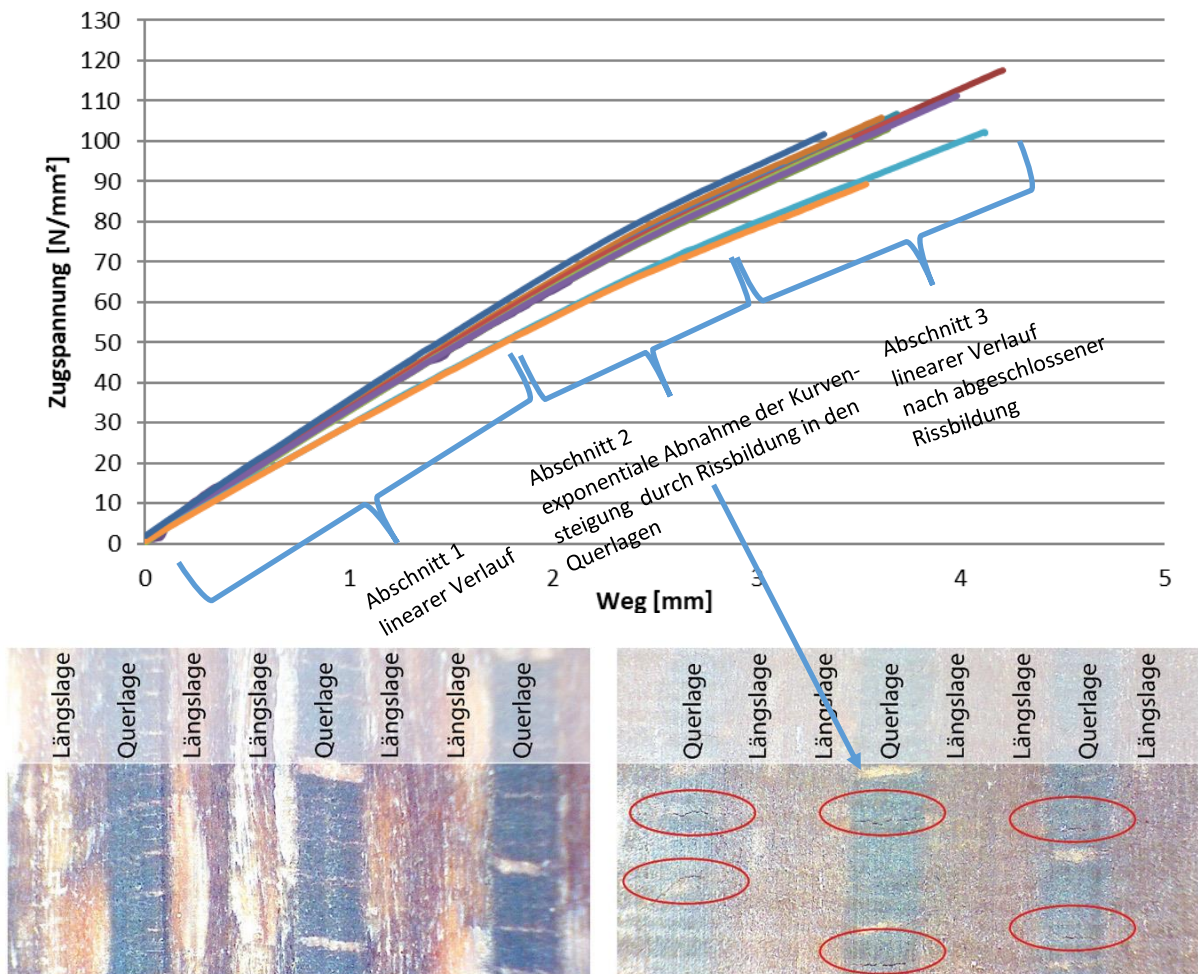 130
120
110
100
90
80
70
60
50
40
30
20
10
0
Zugspannung [N/mm²]
0 1 2 3 4 5
Weg [mm]
Abschnitt 1
linearer Verlauf
Abschnitt 2
exponentiale Abnahme der Kurven-
steigung durch Rissbildung in den
Querlagen
Abschnitt 3
linearer Verlauf
nach abgeschlossener
Rissbildung
Längslage
Querlage
Längslage
Längslage
Querlage
Längslage
Längslage
Querlage
Querlage
Längslage
Längslage
Querlage
Längslage
Längslage
Querlage
Längslage